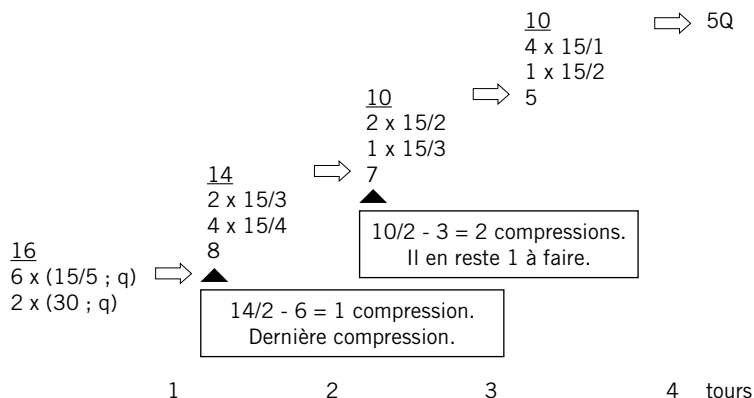 16
6 x (15/5 ; q)
2 x (30 ; q)
14
2 x 15/3
4 x 15/4
8
14/2 - 6 = 1 compression.
Dernière compression.
10
2 x 15/2
1 x 15/3
7
10/2 - 3 = 2 compressions.
Il en reste 1 à faire.
10
4 x 15/1
1 x 15/2
5
5Q
1 2 3 4 tours